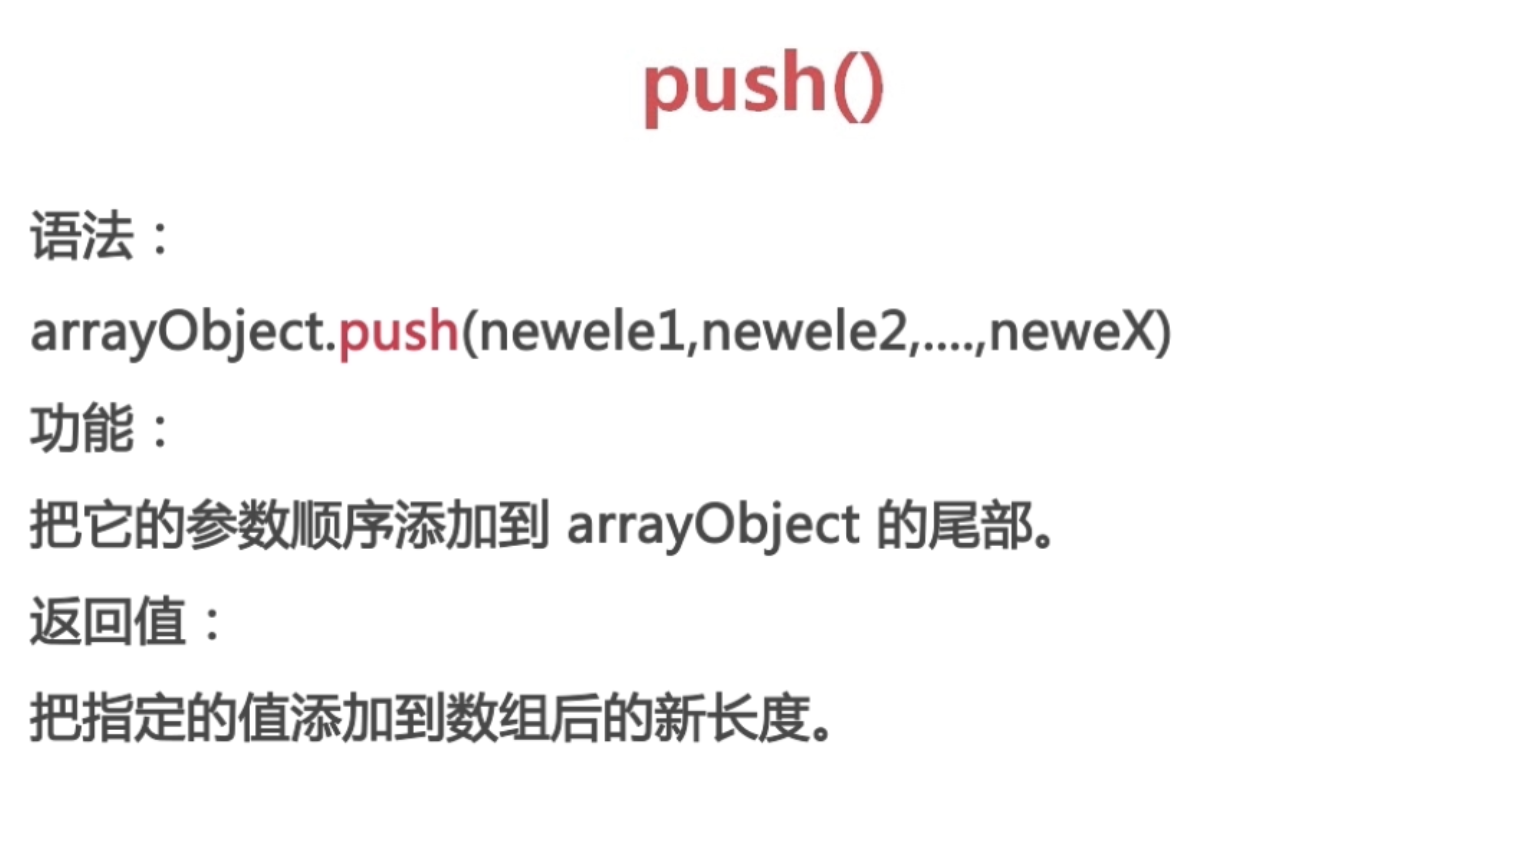 push()
语法：
arrayObject.push(newele1,newele2,....,neweX)
功能：
把它的参数顺序添加到 arrayObject 的尾部。
返回值：
把指定的值添加到数组后的新长度。